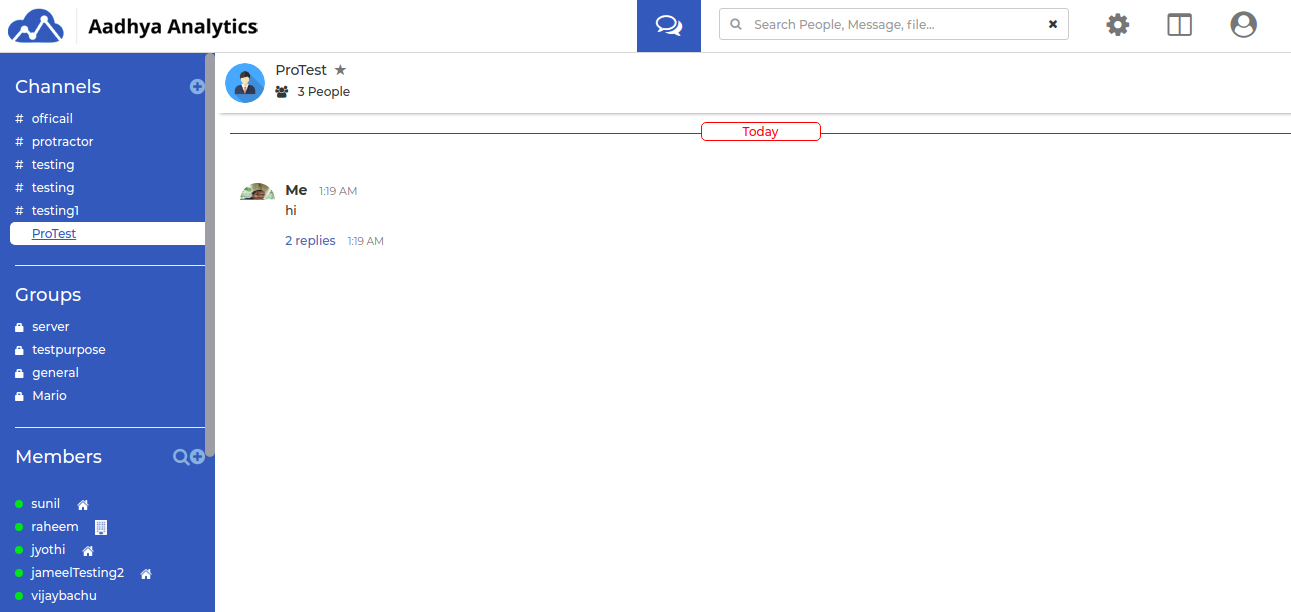 Aadhya Analytics
Search People, Message, file...
Channels
# officail
# protractor
# testing
# testing
# testing1
ProTest
Groups
server
testpurpose
general
Mario
Members
sunil
raheem
jyothi
jameelTesting2
vijaybachu
ProTest
3 People
Today
Me 1:19 AM
hi
2 replies 1:19 AM